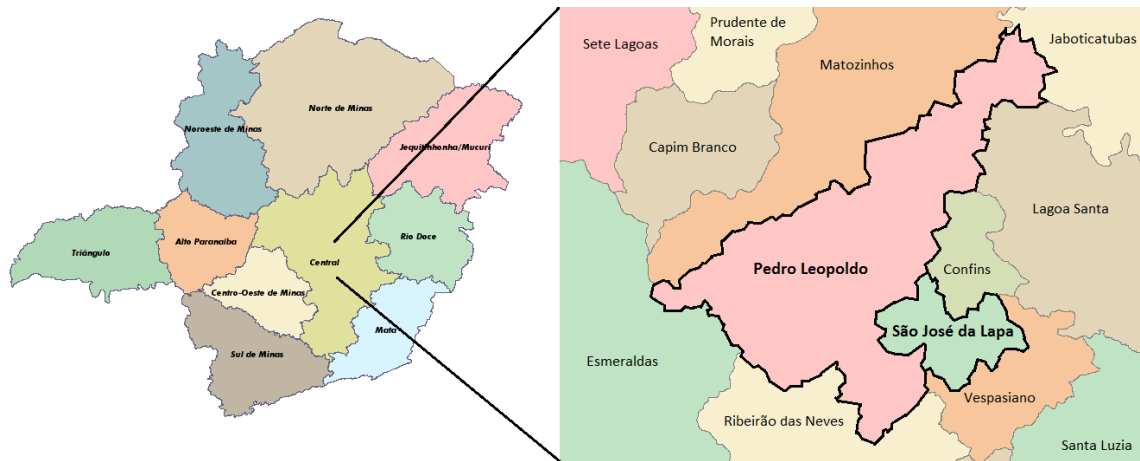 Norte de Minas
Noroeste de Minas
Jequitinhonha/Mucuri
Triângulo
Alto Paranaíba
Central
Rio Doce
Centro-Oeste de Minas
Mata
Sul de Minas
Sete Lagoas
Prudente de
Morais
Jaboticatubas
Matozinhos
Capim Branco
Lagoa Santa
Pedro Leopoldo
Confins
São José da Lapa
Esmeraldas
Vespasiano
Ribeirão das Neves
Santa Luzia